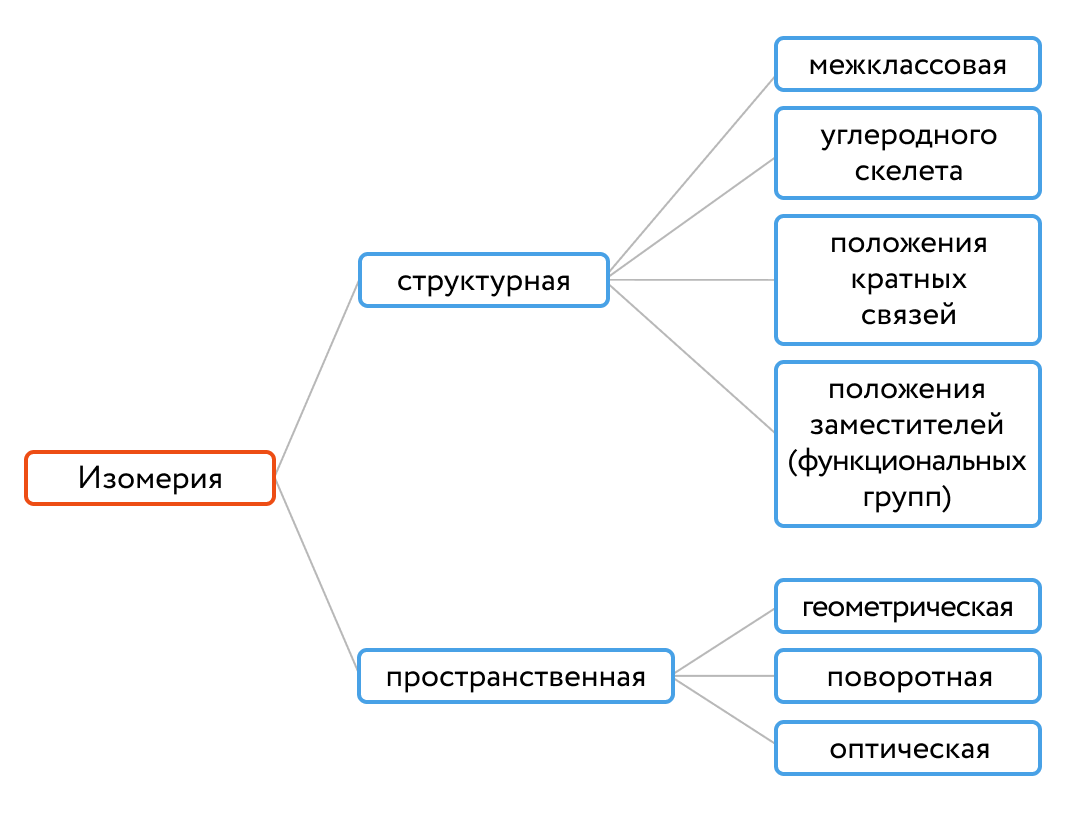 Изомерия
структурная
межклассовая
углеродного
скелета
положения
кратных
связей
положения
заместителей
(функциональных
групп)
пространственная
геометрическая
поворотная
оптическая